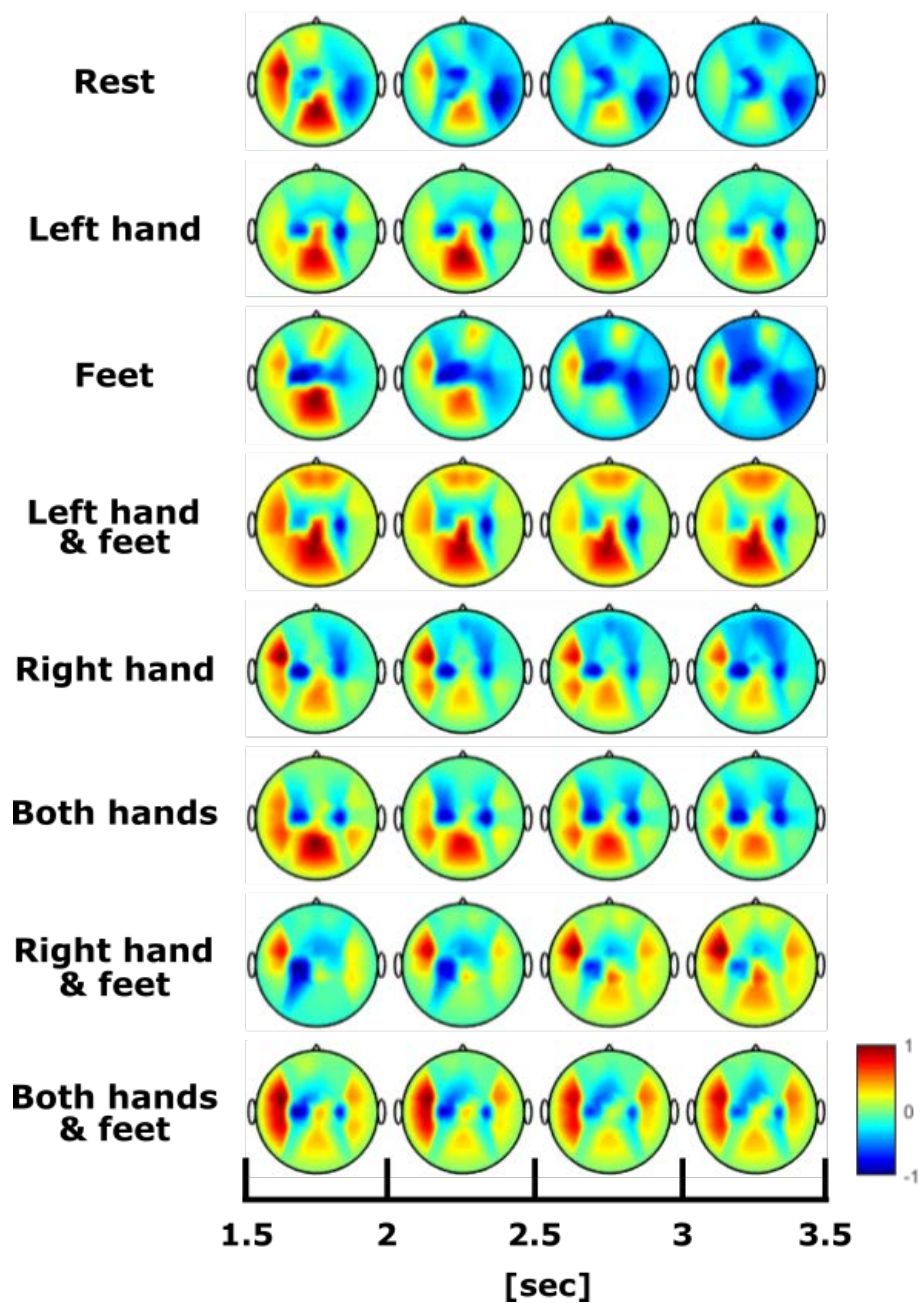 Rest
Left hand
Feet
Left hand
& feet
Right hand
Both hands
Right hand
& feet
Both hands
& feet
1
0
-1
1.5 2 2.5 3 3.5
[sec]